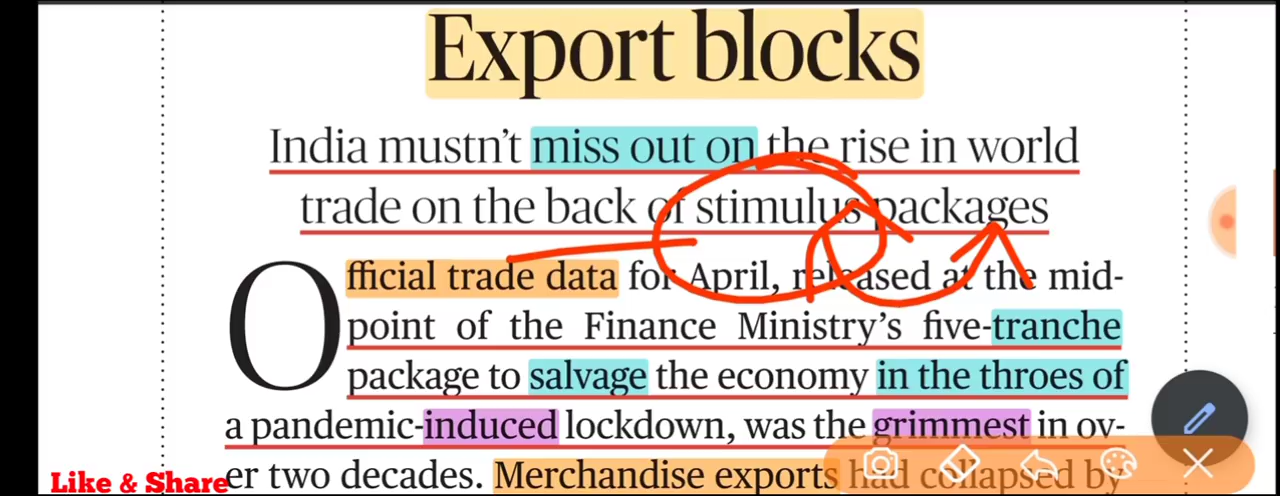 Export blocks
India mustn't miss out on the rise in world
trade on the back of stimulus packages
Official trade data for April, released at the mid-
point of the Finance Ministry's five-tranche
package to salvage the economy in the throes of
a pandemic-induced lockdown, was the grimmest in ov-
er two decades. Merchandise exports had collapsed by
Like & Share